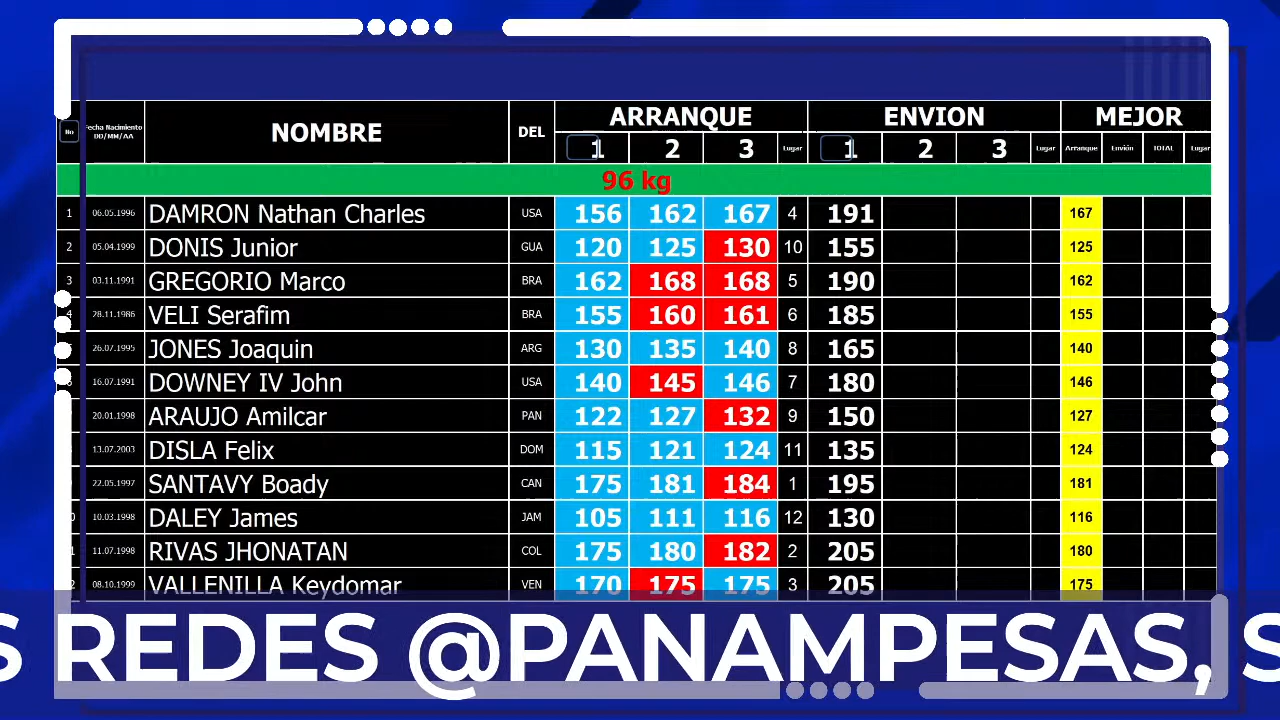 No Fecha Nacimiento DD/MM/AA NOMBRE DEL ARRANQUE ENVION MEJOR
1 2 3 Lugar 1 2 3 Lugar Arranque Envión TOTAL Lugar
96 kg
1 06.05.1996 DAMRON Nathan Charles USA 156 162 167 4 191 167
2 05.04.1999 DONIS Junior GUA 120 125 130 10 155 125
3 03.11.1991 GREGORIO Marco BRA 162 168 168 5 190 162
4 28.11.1986 VELI Serafim BRA 155 160 161 6 185 155
26.07.1995 JONES Joaquin ARG 130 135 140 8 165 140
16.07.1991 DOWNEY IV John USA 140 145 146 7 180 146
20.01.1998 ARAUJO Amilcar PAN 122 127 132 9 150 127
13.07.2003 DISLA Felix DOM 115 121 124 11 135 124
22.05.1997 SANTAVY Boady CAN 175 181 184 1 195 181
10.03.1998 DALEY James JAM 105 111 116 12 130 116
11.07.1998 RIVAS JHONATAN COL 175 180 182 2 205 180
08.10.1999 VALLENILLA Keydomar VEN 170 175 175 3 205 175
S REDES @PANAMPESAS, S